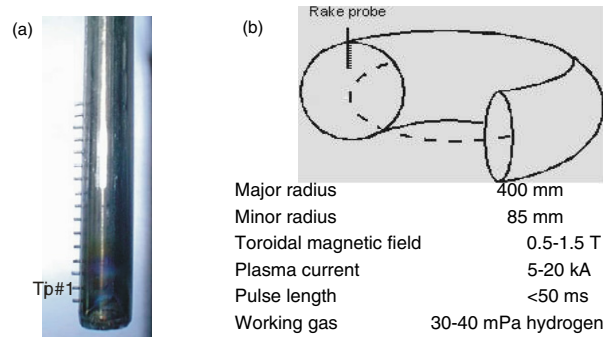 (a)
Tp#1
(b)
Rake probe
Major radius 400 mm
Minor radius 85 mm
Toroidal magnetic field 0.5-1.5 T
Plasma current 5-20 kA
Pulse length <50 ms
Working gas 30-40 mPa hydrogen